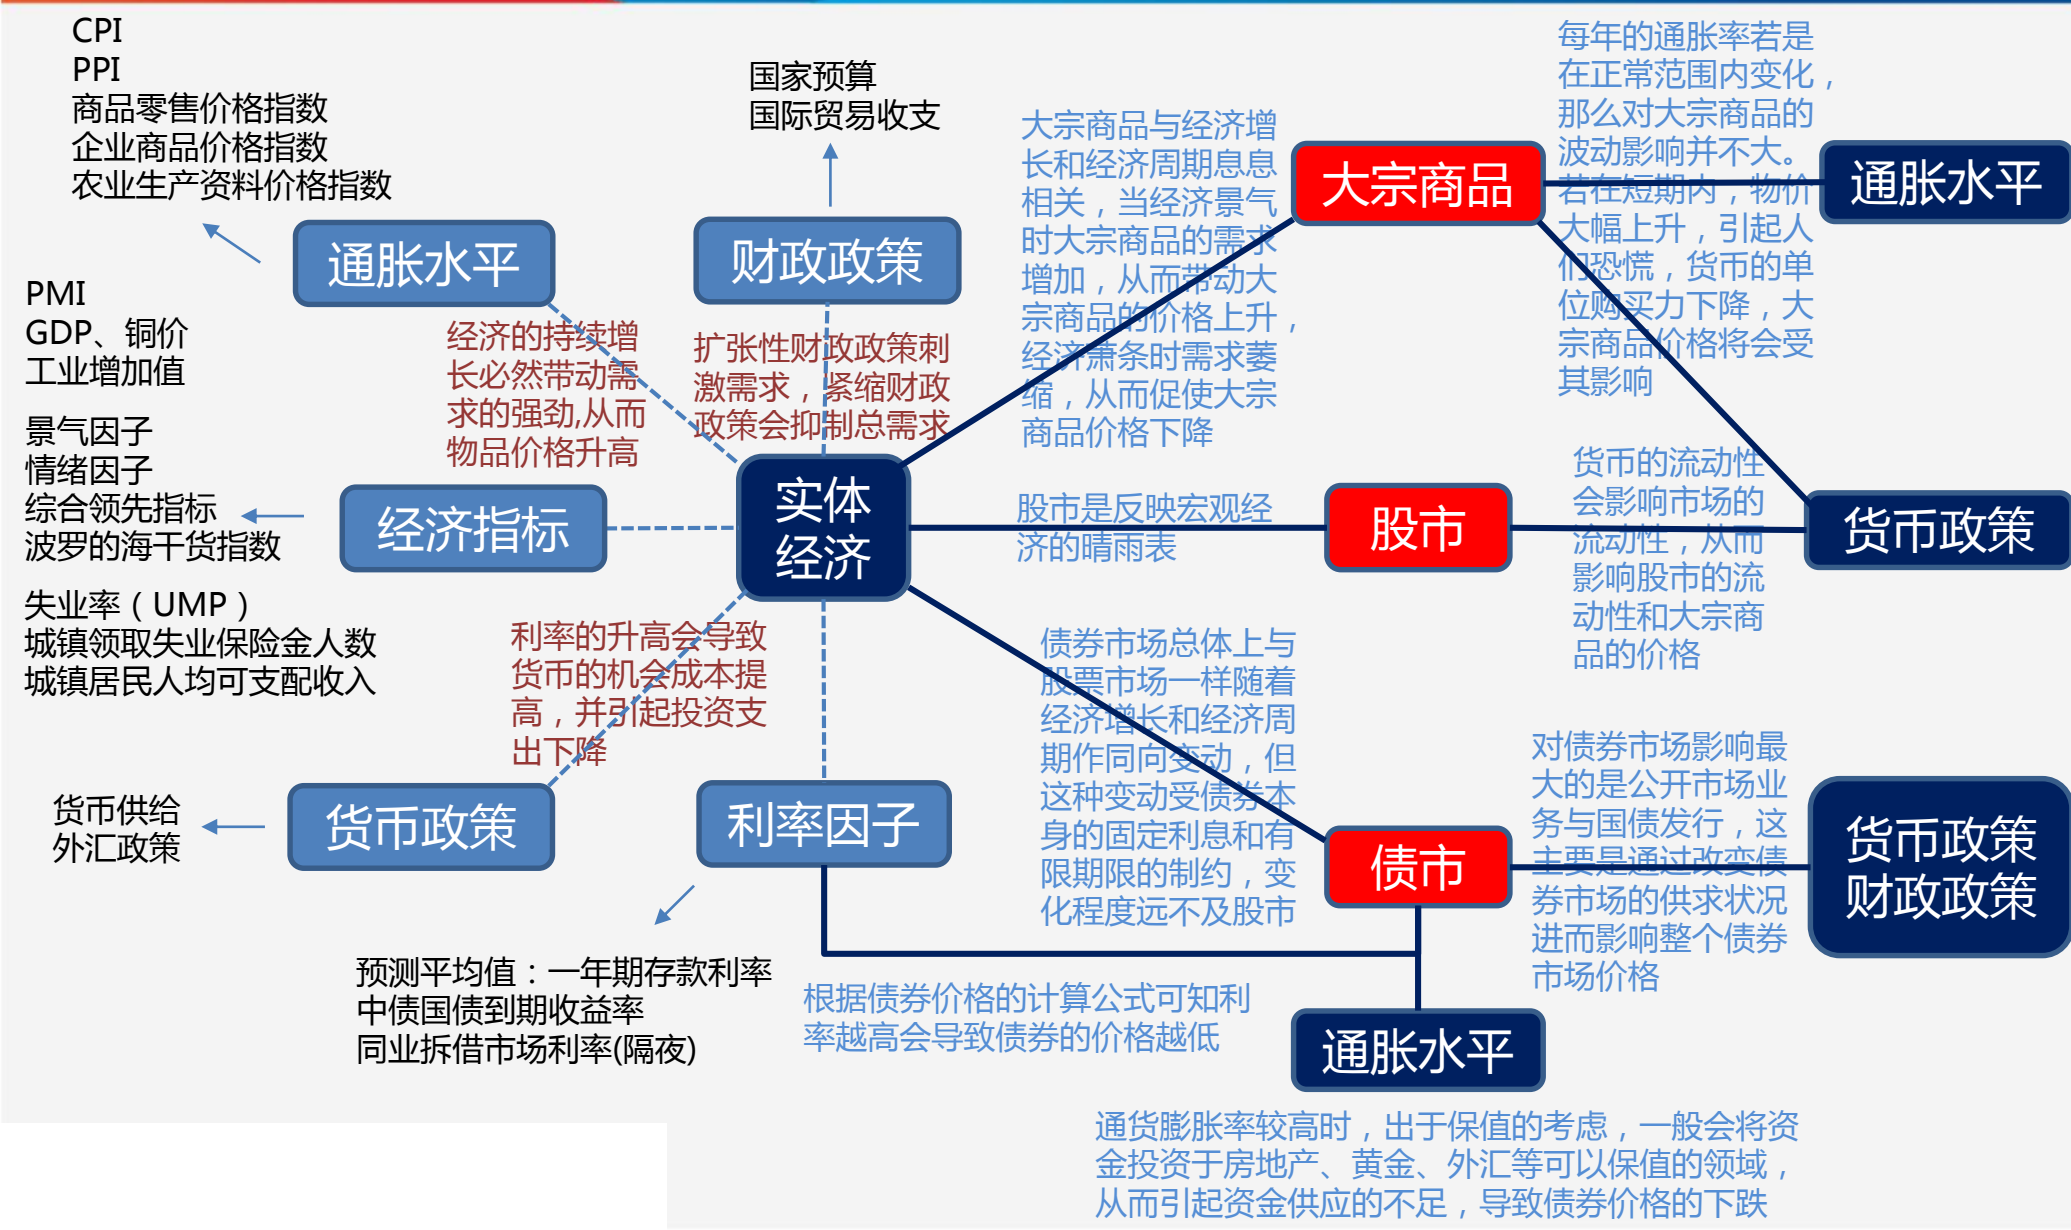 CPI
PPI
商品零售价格指数
企业商品价格指数
农业生产资料价格指数
通胀水平
PMI
GDP、铜价
工业增加值
景气因子
情绪因子
综合领先指标
波罗的海干货指数
失业率（UMP）
城镇领取失业保险金人数
城镇居民人均可支配收入
经济指标
货币供给
外汇政策
货币政策
国家预算
国际贸易收支
财政政策
经济的持续增
长必然带动需
求的强劲,从而
物品价格升高
扩张性财政政策刺
激需求，紧缩财政
政策会抑制总需求
实体
经济
利率的升高会导致
货币的机会成本提
高，并引起投资支
出下降
利率因子
预测平均值：一年期存款利率
中债国债到期收益率
同业拆借市场利率(隔夜)
大宗商品与经济增
长和经济周期息息
相关，当经济景气
时大宗商品的需求
增加，从而带动大
宗商品的价格上升，
经济萧条时需求萎
缩，从而促使大宗
商品价格下降
大宗商品
每年的通胀率若是
在正常范围内变化，
那么对大宗商品的
波动影响并不大。
若在短期内，物价
大幅上升，引起人
们恐慌，货币的单
位购买力下降，大
宗商品价格将会受
其影响
通胀水平
股市是反映宏观经
济的晴雨表
股市
货币的流动性
会影响市场的
流动性，从而
影响股市的流
动性和大宗商
品的价格
货币政策
债券市场总体上与
股票市场一样随着
经济增长和经济周
期作同向变动，但
这种变动受债券本
身的固定利息和有
限期限的制约，变
化程度远不及股市
债市
对债券市场影响最
大的是公开市场业
务与国债发行，这
主要是通过改变债
券市场的供求状况
进而影响整个债券
市场价格
货币政策
财政政策
根据债券价格的计算公式可知利
率越高会导致债券的价格越低
通胀水平
通货膨胀率较高时，出于保值的考虑，一般会将资
金投资于房地产、黄金、外汇等可以保值的领域，
从而引起资金供应的不足，导致债券价格的下跌